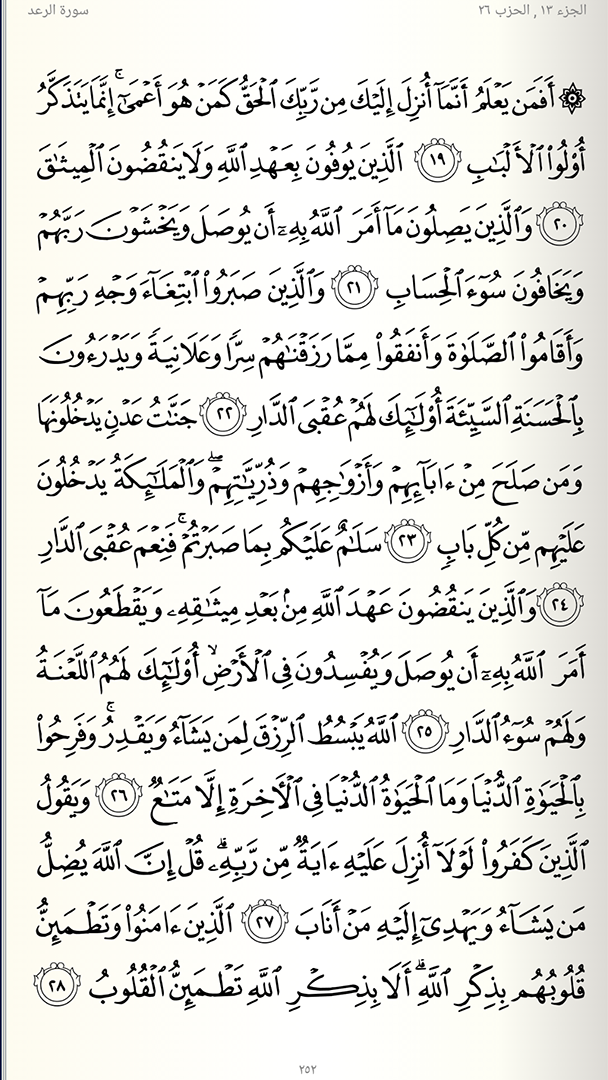 الجزء ١٣ , الحزب ٢٦
سورة الرعد
۞ أَفَمَن يَعْلَمُ أَنَّمَآ أُنزِلَ إِلَيْكَ مِن رَّبِّكَ ٱلْحَقُّ كَمَنْ هُوَ أَعْمَىٰٓ ۚ إِنَّمَا يَتَذَكَّرُ
أُو۟لُوا۟ ٱلْأَلْبَٰبِ ١٩ ٱلَّذِينَ يُوفُونَ بِعَهْدِ ٱللَّهِ وَلَا يَنقُضُونَ ٱلْمِيثَٰقَ
٢٠ وَٱلَّذِينَ يَصِلُونَ مَآ أَمَرَ ٱللَّهُ بِهِۦٓ أَن يُوصَلَ وَيَخْشَوْنَ رَبَّهُمْ
وَيَخَافُونَ سُوٓءَ ٱلْحِسَابِ ٢١ وَٱلَّذِينَ صَبَرُوا۟ ٱبْتِغَآءَ وَجْهِ رَبِّهِمْ
وَأَقَامُوا۟ ٱلصَّلَوٰةَ وَأَنفَقُوا۟ مِمَّا رَزَقْنَٰهُمْ سِرًّا وَعَلَانِيَةً وَيَدْرَءُونَ
بِٱلْحَسَنَةِ ٱلسَّيِّئَةَ أُو۟لَٰٓئِكَ لَهُمْ عُقْبَى ٱلدَّارِ ٢٢ جَنَّٰتُ عَدْنٍ يَدْخُلُونَهَا
وَمَن صَلَحَ مِنْ ءَابَآئِهِمْ وَأَزْوَٰجِهِمْ وَذُرِّيَّٰتِهِمْ ۖ وَٱلْمَلَٰٓئِكَةُ يَدْخُلُونَ
عَلَيْهِم مِّن كُلِّ بَابٍ ٢٣ سَلَٰمٌ عَلَيْكُم بِمَا صَبَرْتُمْ ۚ فَنِعْمَ عُقْبَى ٱلدَّارِ
٢٤ وَٱلَّذِينَ يَنقُضُونَ عَهْدَ ٱللَّهِ مِنۢ بَعْدِ مِيثَٰقِهِۦ وَيَقْطَعُونَ مَآ
أَمَرَ ٱللَّهُ بِهِۦٓ أَن يُوصَلَ وَيُفْسِدُونَ فِى ٱلْأَرْضِ ۙ أُو۟لَٰٓئِكَ لَهُمُ ٱللَّعْنَةُ
وَلَهُمْ سُوٓءُ ٱلدَّارِ ٢٥ ٱللَّهُ يَبْسُطُ ٱلرِّزْقَ لِمَن يَشَآءُ وَيَقْدِرُ ۚ وَفَرِحُوا۟
بِٱلْحَيَوٰةِ ٱلدُّنْيَا وَمَا ٱلْحَيَوٰةُ ٱلدُّنْيَا فِى ٱلْءَاخِرَةِ إِلَّا مَتَٰعٌ ٢٦ وَيَقُولُ
ٱلَّذِينَ كَفَرُوا۟ لَوْلَآ أُنزِلَ عَلَيْهِ ءَايَةٌ مِّن رَّبِّهِۦ ۗ قُلْ إِنَّ ٱللَّهَ يُضِلُّ
مَن يَشَآءُ وَيَهْدِىٓ إِلَيْهِ مَنْ أَنَابَ ٢٧ ٱلَّذِينَ ءَامَنُوا۟ وَتَطْمَئِنُّ
قُلُوبُهُم بِذِكْرِ ٱللَّهِ ۗ أَلَا بِذِكْرِ ٱللَّهِ تَطْمَئِنُّ ٱلْقُلُوبُ ٢٨
٢٥٢